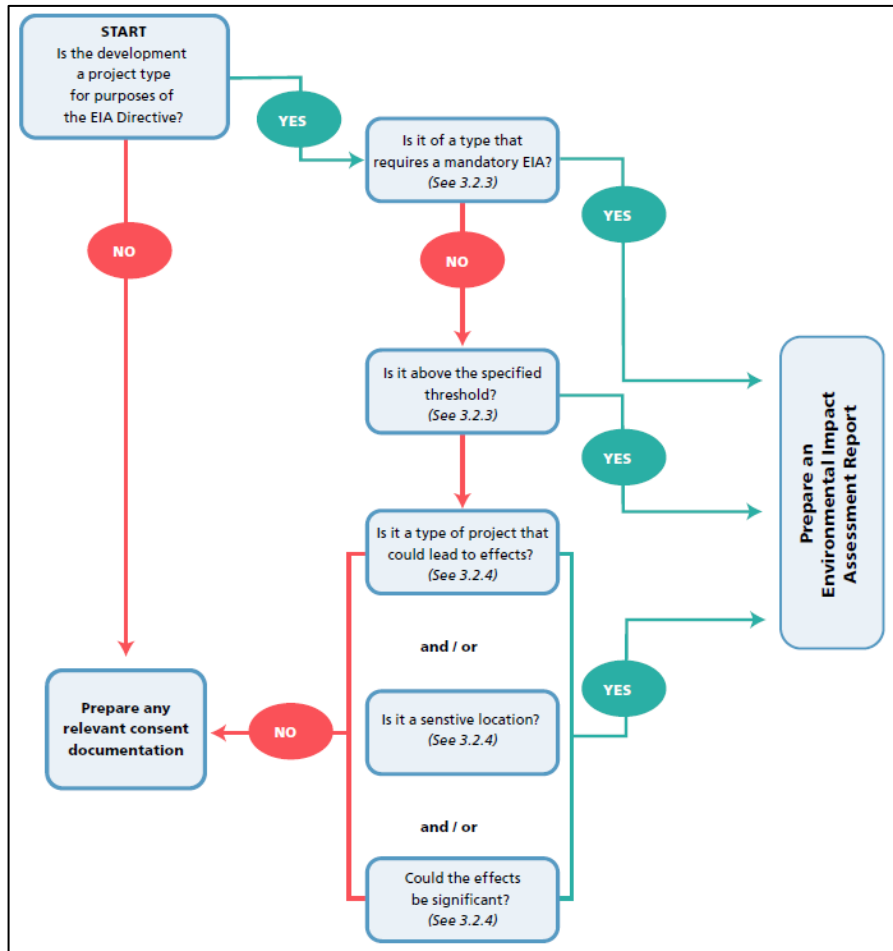 START
Is the development
a project type
for purposes of
the EIA Directive?
YES
Is it of a type that
requires a mandatory EIA?
(See 3.2.3)
YES
NO
NO
Is it above the specified
threshold?
(See 3.2.3)
YES
Prepare an
Environmental Impact
Assessment Report
Is it a type of project that
could lead to effects?
(See 3.2.4)
and / or
Prepare any
relevant consent
documentation
NO
Is it a senstive location?
(See 3.2.4)
YES
and / or
Could the effects
be significant?
(See 3.2.4)